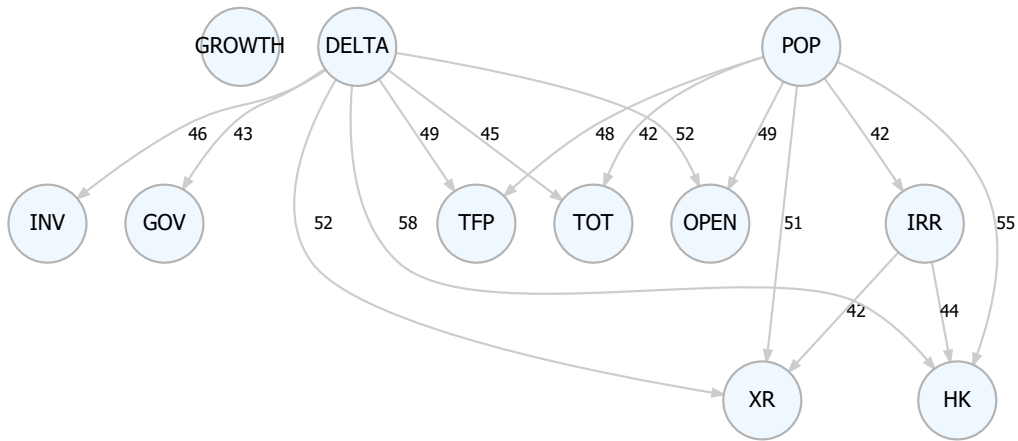 GROWTH DELTA POP
46 43 49 45 48 42 52 49 42
INV GOV TFP TOT OPEN IRR
52 58 51 55
42 44
XR HK